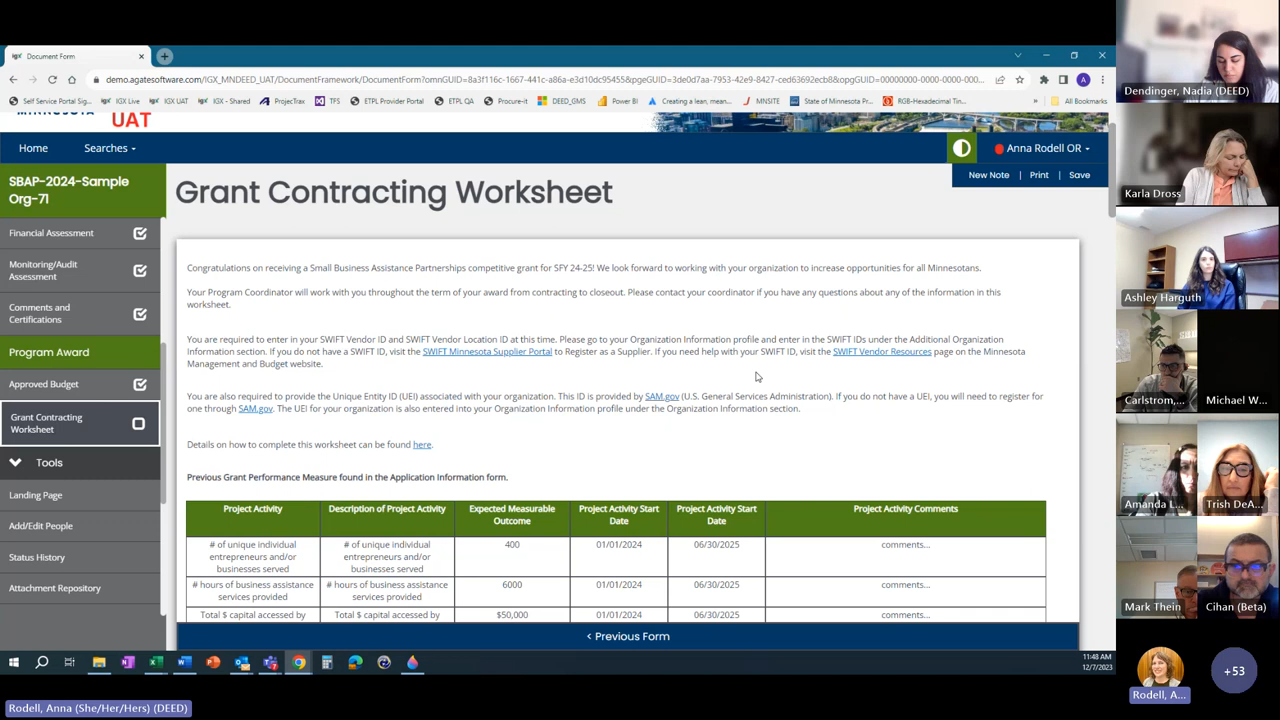 Document Form
demo.agatesoftware.com/IGX_MNDEED_UAT/DocumentFramework/DocumentForm?omnGUID=8a3f116c-1667-441c-a86a-e3d10dc95455&pgeGUID=3de0d7aa-7953-42e9-8427-ced63692ecb8&opgGUID=00000000-0000-0000-000...
A
Self Service Portal Sig...
IGX Live
IGX UAT
IGX - Shared
ProjecTrax
TFS
ETPL Provider Portal
ETPL QA
Procure-it
DEED_GMS
Power BI
Creating a lean, mean...
MNSITE
State of Minnesota Pr...
RGB-Hexadecimal Tin...
»
All Bookmarks
MINNESOTA
UAT
Home
Searches
Anna Rodell OR
New Note | Print | Save
SBAP-2024-Sample
Org-71
Financial Assessment
Monitoring/Audit
Assessment
Comments and
Certifications
Program Award
Approved Budget
Grant Contracting
Worksheet
Tools
Landing Page
Add/Edit People
Status History
Attachment Repository
Grant Contracting Worksheet
Congratulations on receiving a Small Business Assistance Partnerships competitive grant for SFY 24-25! We look forward to working with your organization to increase opportunities for all Minnesotans.
Your Program Coordinator will work with you throughout the term of your award from contracting to closeout. Please contact your coordinator if you have any questions about any of the information in this
worksheet.
You are required to enter in your SWIFT Vendor ID and SWIFT Vendor Location ID at this time. Please go to your Organization Information profile and enter in the SWIFT IDs under the Additional Organization
Information section. If you do not have a SWIFT ID, visit the SWIFT Minnesota Supplier Portal to Register as a Supplier. If you need help with your SWIFT ID, visit the SWIFT Vendor Resources page on the Minnesota
Management and Budget website.
You are also required to provide the Unique Entity ID (UEI) associated with your organization. This ID is provided by SAM.gov (U.S. General Services Administration). If you do not have a UEI, you will need to register for
one through SAM.gov. The UEI for your organization is also entered into your Organization Information profile under the Organization Information section.
Details on how to complete this worksheet can be found here.
Previous Grant Performance Measure found in the Application Information form.
Project Activity
Description of Project Activity
Expected Measurable
Outcome
Project Activity Start
Date
Project Activity Start
Date
Project Activity Comments
# of unique individual
entrepreneurs and/or
businesses served
# of unique individual
entrepreneurs and/or
businesses served
400
01/01/2024
06/30/2025
comments...
# hours of business assistance
services provided
# hours of business assistance
services provided
6000
01/01/2024
06/30/2025
comments...
Total $ capital accessed by
Total $ capital accessed by
$50,000
01/01/2024
06/30/2025
comments...
< Previous Form
11:48 AM
12/7/2023
Rodell, Anna (She/Her/Hers) (DEED)
Dendinger, Nadia (DEED)
Karla Dross
Ashley Harguth
Carlstrom,...
Michael W...
Amanda L...
Trish DeA...
Mark Thein
Cihan (Beta)
Rodell, A...
+53